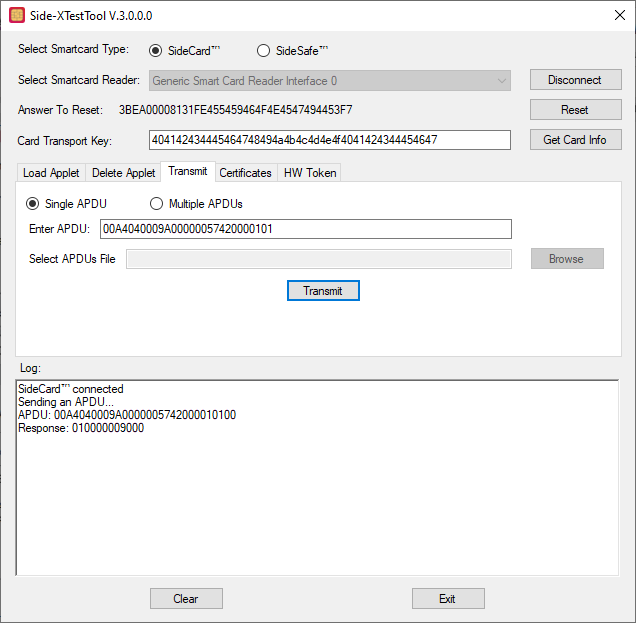 Side-XTestTool V.3.0.0.0
Select Smartcard Type: SideCard™ SideSafe™
Select Smartcard Reader: Generic Smart Card Reader Interface 0 Disconnect
Answer To Reset: 3BEA00008131FE455459464F4E4547494453F7 Reset
Card Transport Key: 404142434445464748494a4b4c4d4e4f4041424344454647 Get Card Info
Load Applet Delete Applet Transmit Certificates HW Token
Single APDU Multiple APDUs
Enter APDU: 00A4040009A00000057420000101
Select APDUs File Browse
Transmit
Log:
SideCard™ connected
Sending an APDU...
APDU: 00A4040009A0000005742000010100
Response: 010000009000
Clear Exit